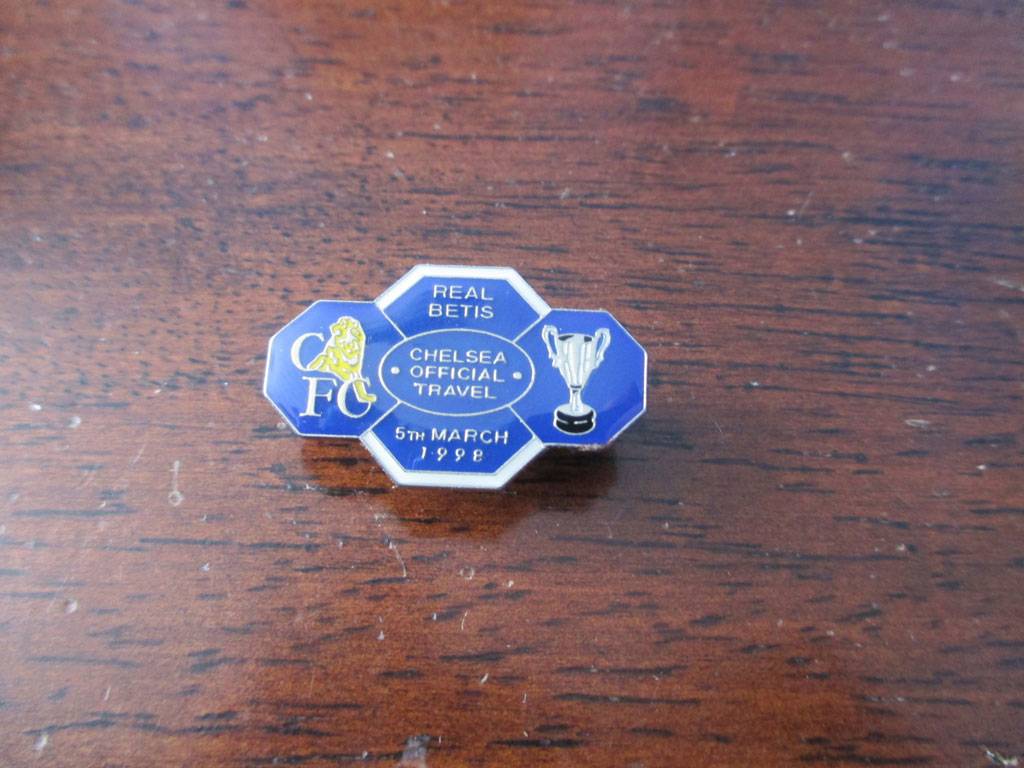 REAL
BETIS
CFC
CHELSEA
OFFICIAL
TRAVEL
5TH MARCH
1998